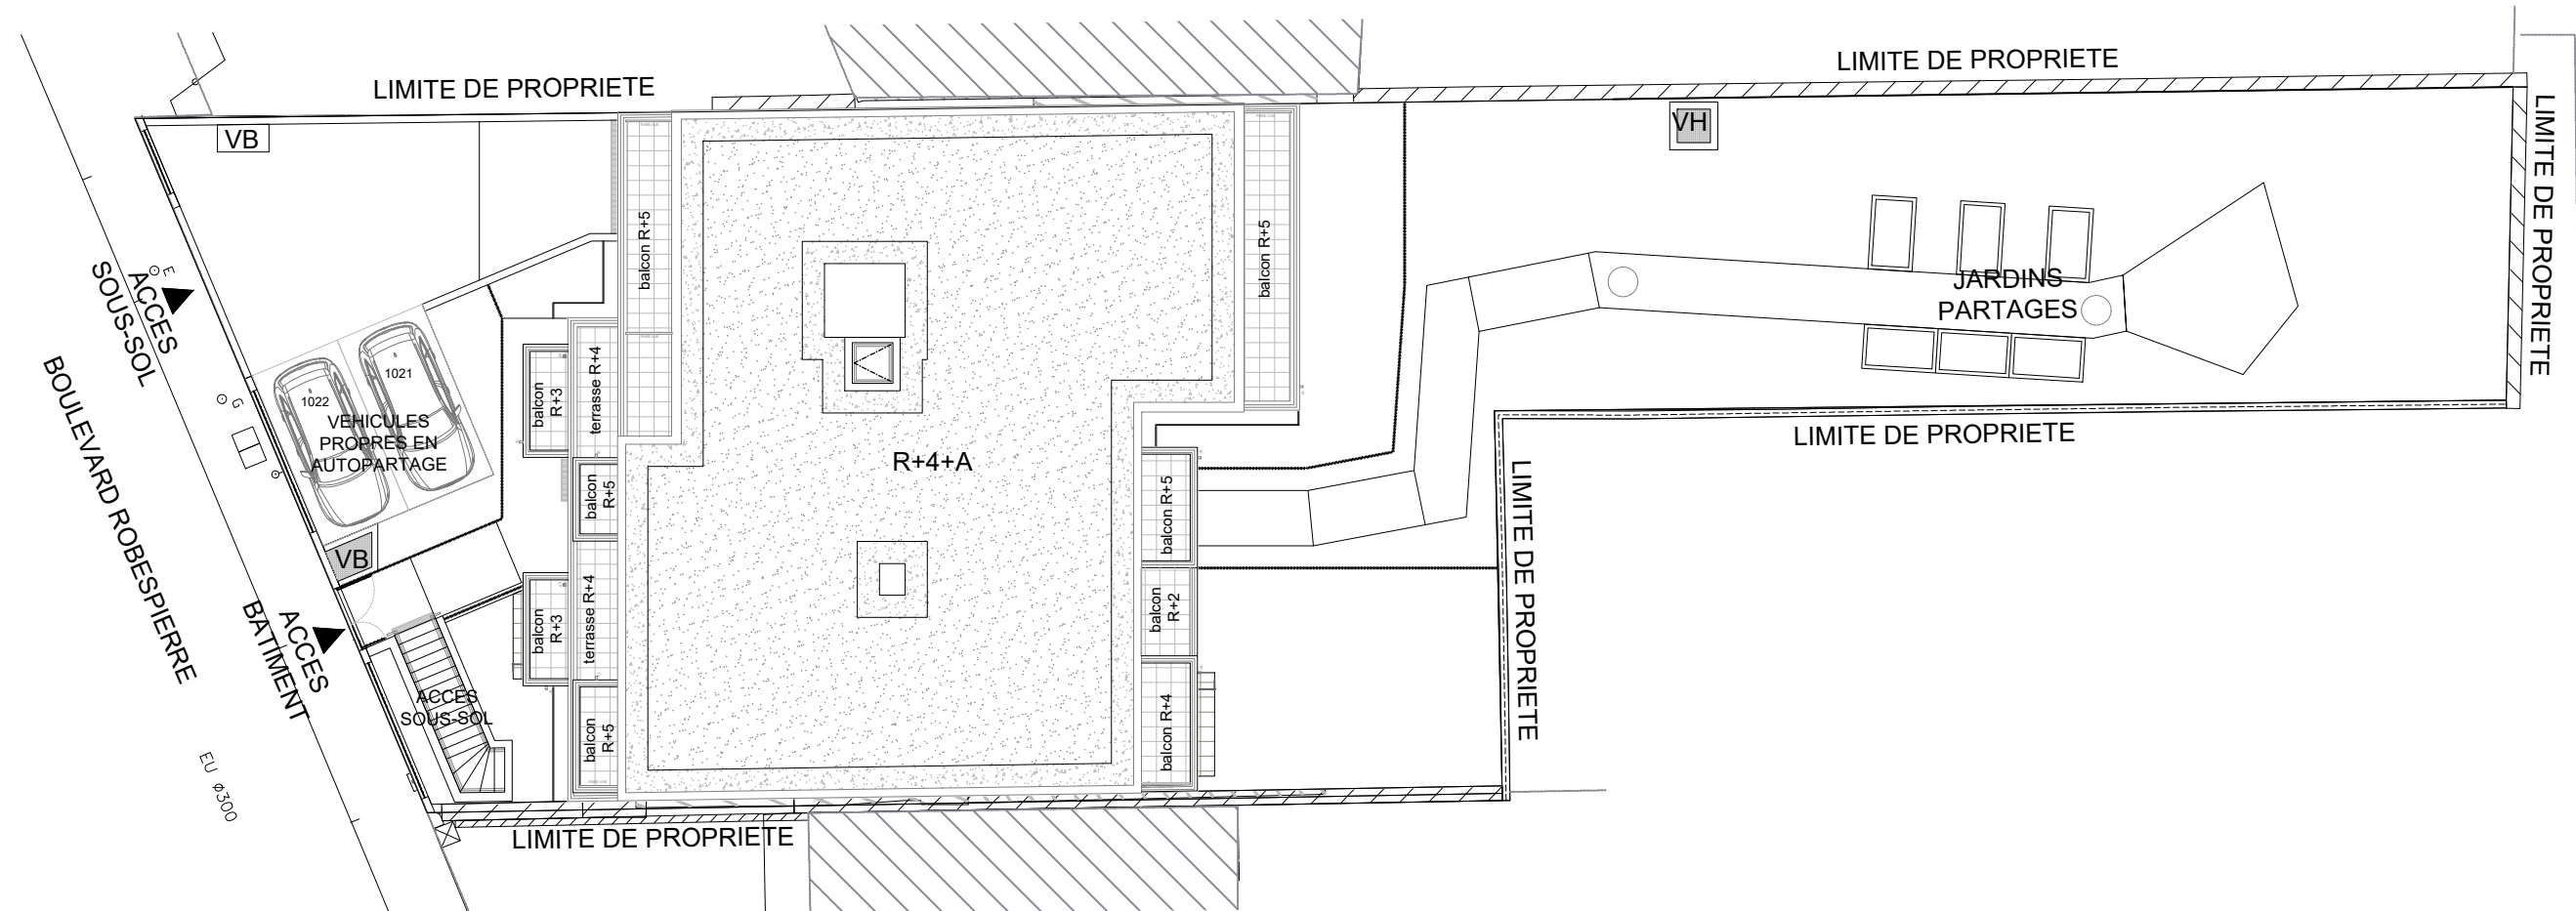 LIMITE DE PROPRIETE
LIMITE DE PROPRIETE
VB
VH
LIMITE DE PROPRIETE
balcon R+5
balcon R+5
E
ACCES
SOUS-SOL
JARDINS
PARTAGES
1021
1022
VEHICULES
PROPRES EN
AUTOPARTAGE
G
balcon
R+3
terrasse R+4
BOULEVARD ROBESPIERRE
R+4+A
LIMITE DE PROPRIETE
LIMITE DE PROPRIETE
balcon
R+5
balcon R+5
VB
ACCES
BATIMENT
balcon
R+3
terrasse R+4
balcon
R+2
ACCES
SOUS-SOL
balcon
R+5
balcon R+4
EU ø300
LIMITE DE PROPRIETE